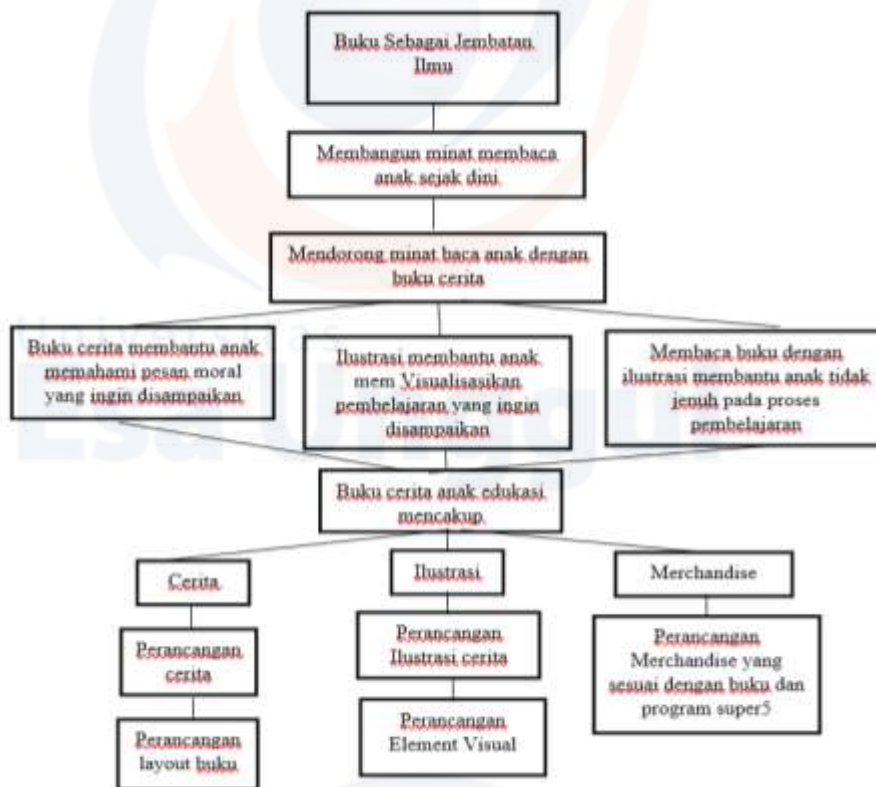 Buku Sebagai Jembatan
Ilmu
Membangun minat membaca
anak sejak dini
Mendorong minat baca anak dengan
buku cerita
Buku cerita membantu anak
memahami pesan moral
yang ingin disampaikan
Ilustrasi membantu anak
mem Visualisasikan
pembelajaran yang ingin
disampaikan
Membaca buku dengan
ilustrasi membantu anak tidak
jenuh pada proses
pembelajaran
Buku cerita anak edukasi
mencakup
Cerita
Ilustrasi
Merchandise
Perancangan
cerita
Perancangan
Ilustrasi cerita
Perancangan
Merchandise yang
sesuai dengan buku dan
program super5
Perancangan
layout buku
Perancangan
Element Visual